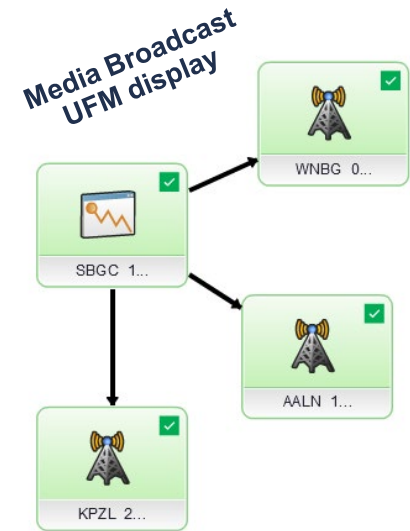 Media Broadcast
UFM display
WNBG 0...
SBGC 1...
AALN 1...
KPZL 2...